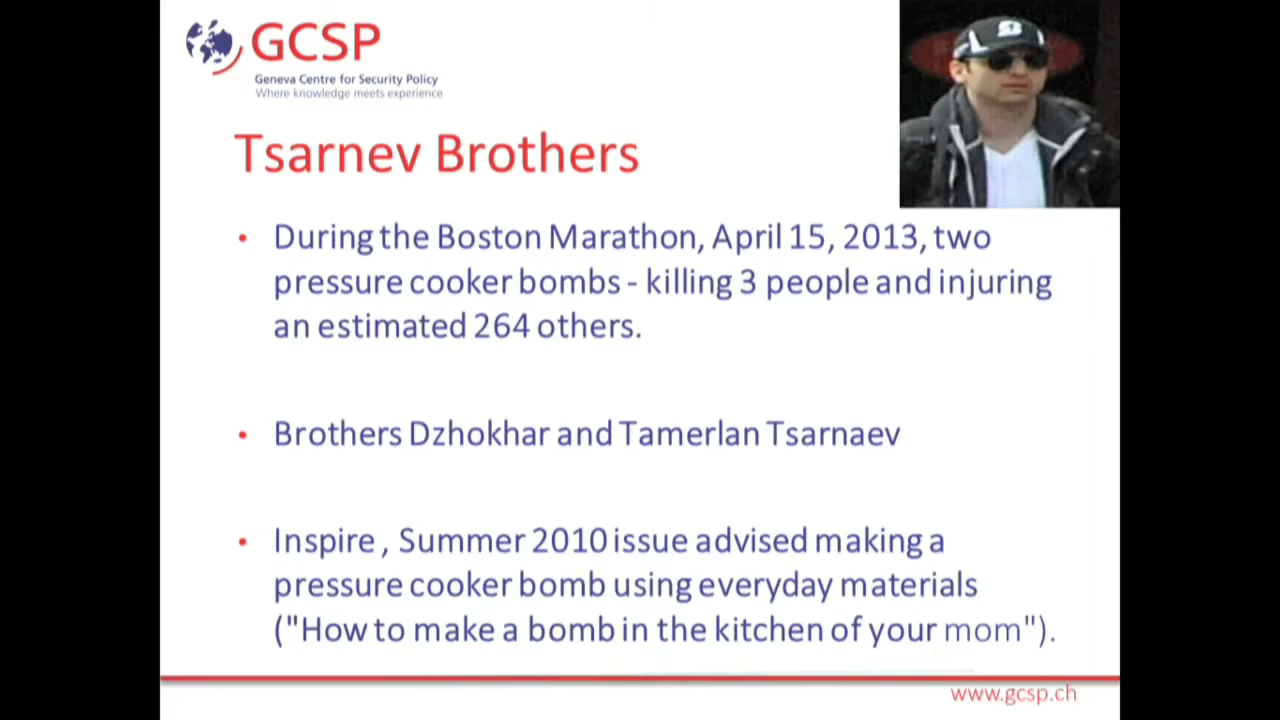 GCSP
Geneva Centre for Security Policy
Where knowledge meets experience
Tsarnev Brothers
• During the Boston Marathon, April 15, 2013, two
pressure cooker bombs - killing 3 people and injuring
an estimated 264 others.
• Brothers Dzhokhar and Tamerlan Tsarnaev
• Inspire , Summer 2010 issue advised making a
pressure cooker bomb using everyday materials
("How to make a bomb in the kitchen of your mom").
www.gcsp.ch